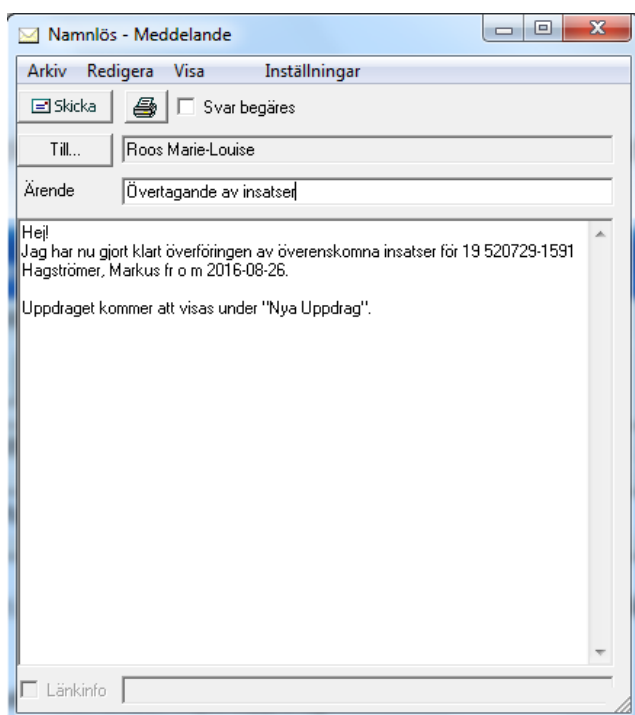 Namnlös - Meddelande
Arkiv Redigera Visa Inställningar
Skicka Svar begäres
Till... Roos Marie-Louise
Ärende Övertagande av insatser
Hej!
Jag har nu gjort klart överföringen av överenskomna insatser för 19 520729-1591
Hagströmer, Markus fr o m 2016-08-26.
Uppdraget kommer att visas under "Nya Uppdrag".
Länkinfo